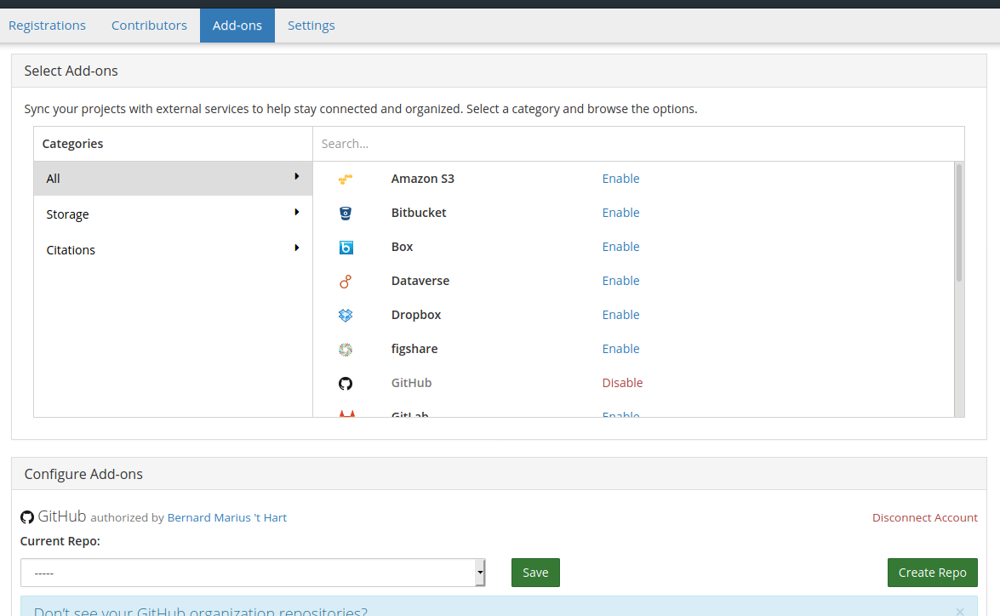 Registrations Contributors Add-ons Settings
Select Add-ons
Sync your projects with external services to help stay connected and organized. Select a category and browse the options.
Categories Search...
All Amazon S3 Enable
Storage Bitbucket Enable
Citations Box Enable
Dataverse Enable
Dropbox Enable
figshare Enable
GitHub Disable
GitLab Enable
Configure Add-ons
GitHub authorized by Bernard Marius 't Hart Disconnect Account
Current Repo:
----- Save Create Repo
Don't see your GitHub organization repositories? ×